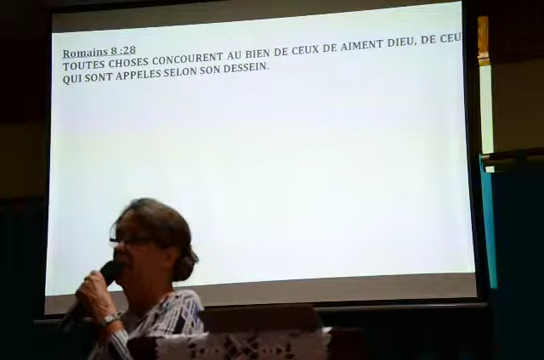 Romains 8 :28
TOUTES CHOSES CONCOURENT AU BIEN DE CEUX DE AIMENT DIEU, DE CEU
QUI SONT APPELES SELON SON DESSEIN.